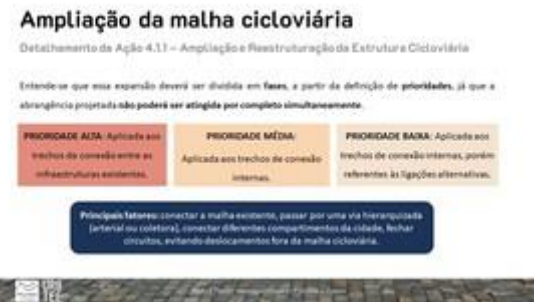 Ampliação da malha cicloviária
Detalhamento da Ação 4.1.1 – Ampliação e Reestruturação da Estrutura Cicloviária
Entende-se que essa expansão deverá ser dividida em fases, a partir da definição de prioridades, já que a
abrangência projetada não poderá ser atingida por completo simultaneamente.
PRIORIDADE ALTA: Aplicada aos
trechos de conexão entre as
infraestruturas existentes.
PRIORIDADE MÉDIA:
Aplicada aos trechos de conexão
internas.
PRIORIDADE BAIXA: Aplicada aos
trechos de conexão internas, porém
referentes às ligações alternativas.
Principais fatores: conectar a malha existente, passar por uma via hierarquizada
(arterial ou coletora), conectar diferentes compartimentos da cidade, fechar
circuitos, evitando deslocamentos fora da malha cicloviária.